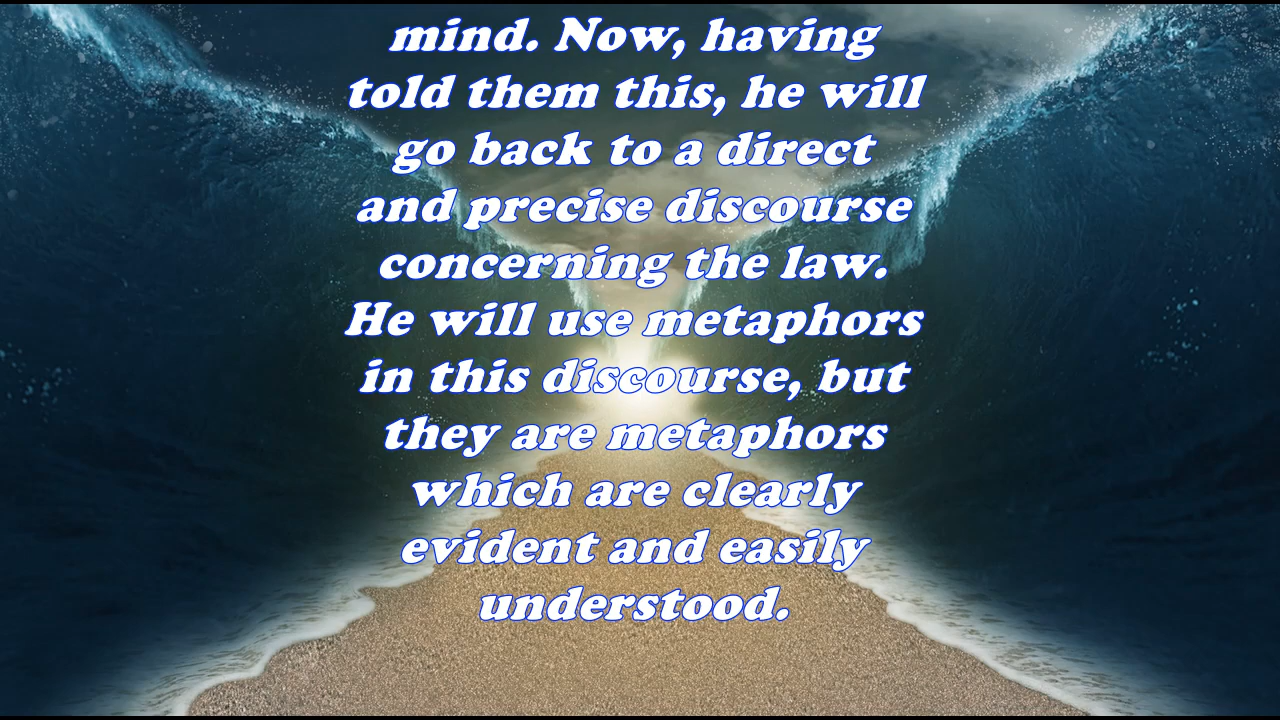 mind. Now, having
told them this, he will
go back to a direct
and precise discourse
concerning the law.
He will use metaphors
in this discourse, but
they are metaphors
which are clearly
evident and easily
understood.